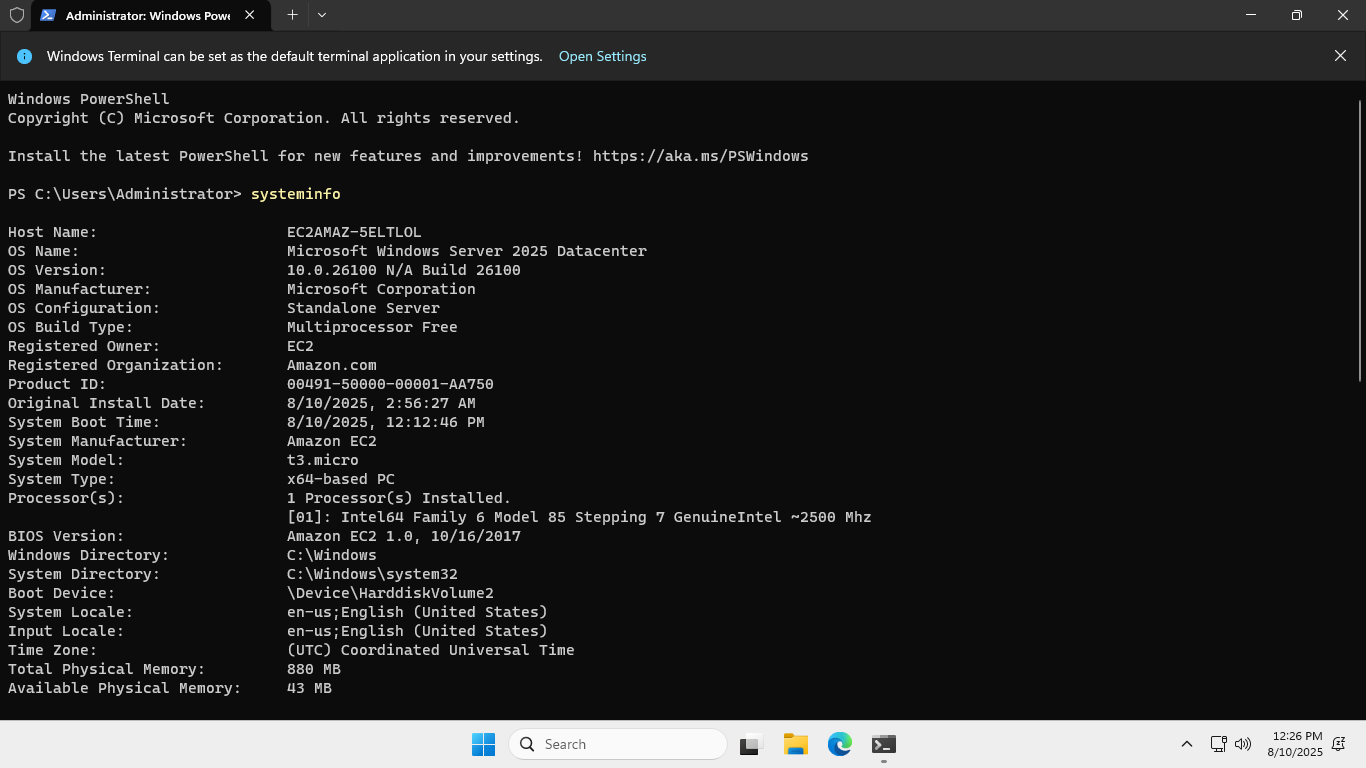 Administrator: Windows Powe
Windows Terminal can be set as the default terminal application in your settings. Open Settings
Windows PowerShell
Copyright (C) Microsoft Corporation. All rights reserved.
Install the latest PowerShell for new features and improvements! https://aka.ms/PSWindows
PS C:\Users\Administrator> systeminfo
Host Name: EC2AMAZ-5ELTLOL
OS Name: Microsoft Windows Server 2025 Datacenter
OS Version: 10.0.26100 N/A Build 26100
OS Manufacturer: Microsoft Corporation
OS Configuration: Standalone Server
OS Build Type: Multiprocessor Free
Registered Owner: EC2
Registered Organization: Amazon.com
Product ID: 00491-50000-00001-AA750
Original Install Date: 8/10/2025, 2:56:27 AM
System Boot Time: 8/10/2025, 12:12:46 PM
System Manufacturer: Amazon EC2
System Model: t3.micro
System Type: x64-based PC
Processor(s): 1 Processor(s) Installed.
[01]: Intel64 Family 6 Model 85 Stepping 7 GenuineIntel ~2500 Mhz
BIOS Version: Amazon EC2 1.0, 10/16/2017
Windows Directory: C:\Windows
System Directory: C:\Windows\system32
Boot Device: \Device\HarddiskVolume2
System Locale: en-us;English (United States)
Input Locale: en-us;English (United States)
Time Zone: (UTC) Coordinated Universal Time
Total Physical Memory: 880 MB
Available Physical Memory: 43 MB
Search
12:26 PM
8/10/2025